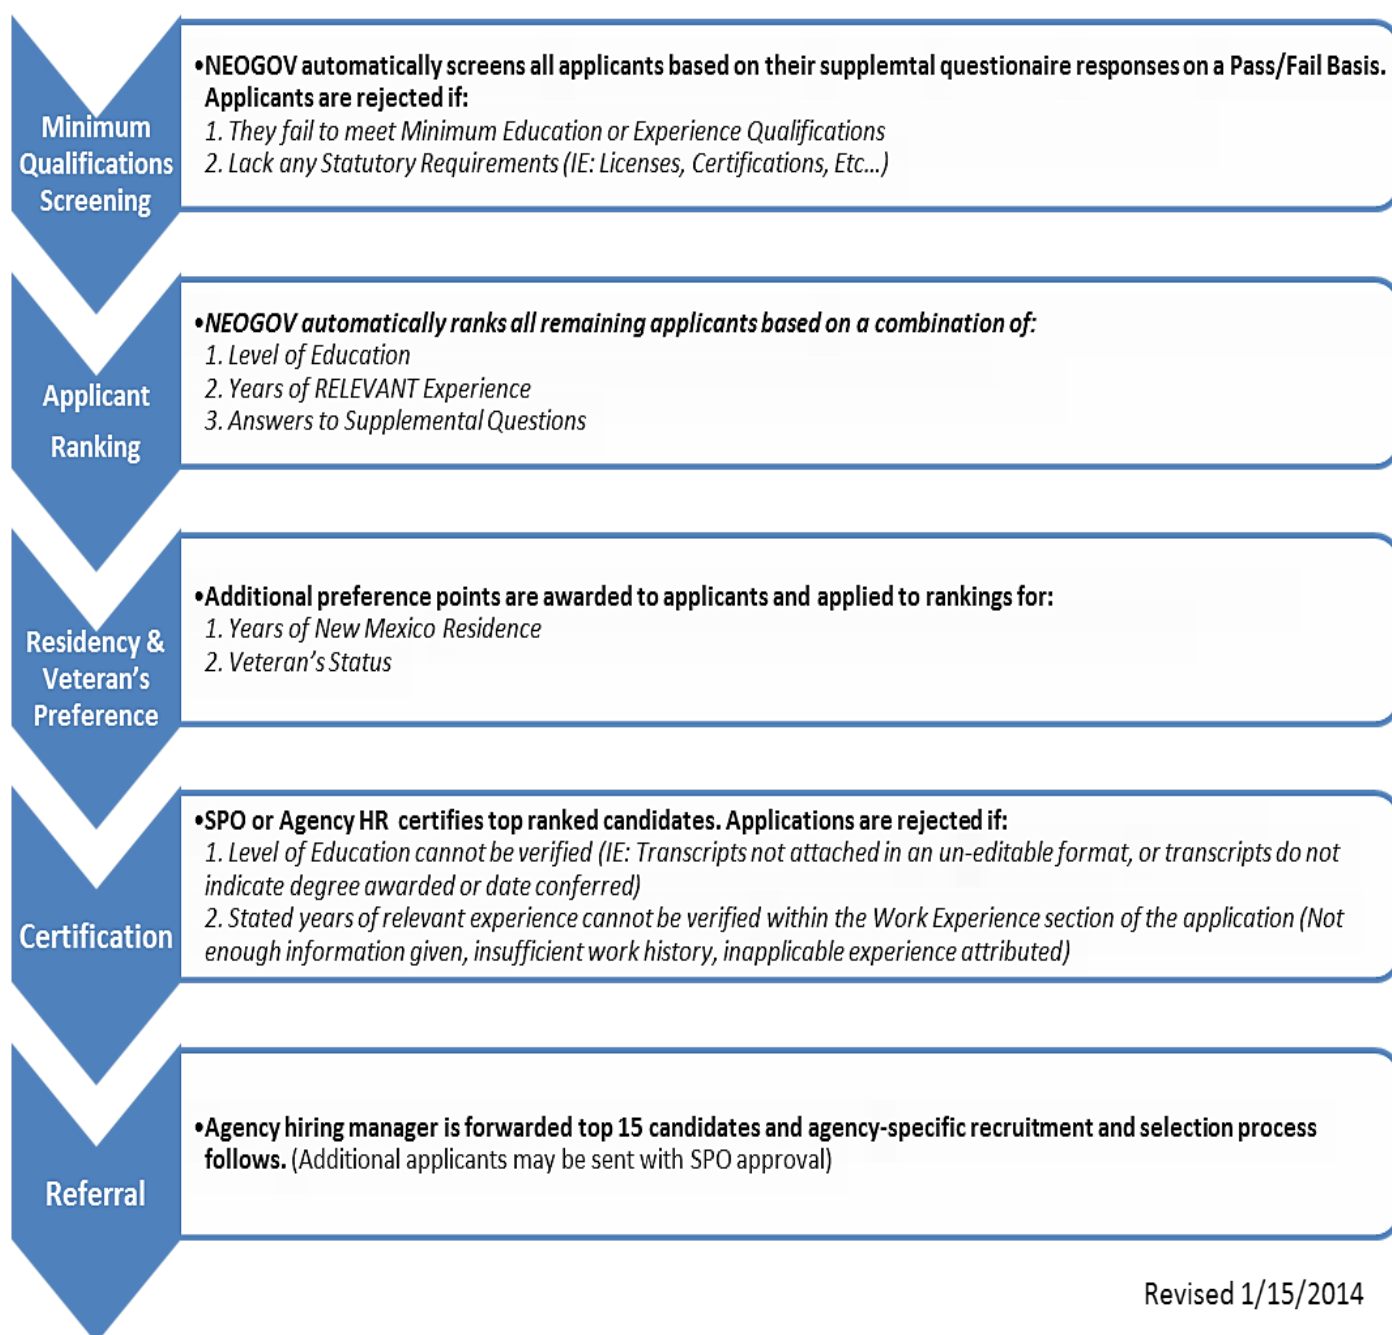 Minimum
Qualifications
Screening
•NEOGOV automatically screens all applicants based on their supplemtal questionaire responses on a Pass/Fail Basis.
Applicants are rejected if:
1. They fail to meet Minimum Education or Experience Qualifications
2. Lack any Statutory Requirements (IE: Licenses, Certifications, Etc...)
Applicant
Ranking
•NEOGOV automatically ranks all remaining applicants based on a combination of:
1. Level of Education
2. Years of RELEVANT Experience
3. Answers to Supplemental Questions
Residency &
Veteran’s
Preference
•Additional preference points are awarded to applicants and applied to rankings for:
1. Years of New Mexico Residence
2. Veteran’s Status
Certification
•SPO or Agency HR certifies top ranked candidates. Applications are rejected if:
1. Level of Education cannot be verified (IE: Transcripts not attached in an un-editable format, or transcripts do not
indicate degree awarded or date conferred)
2. Stated years of relevant experience cannot be verified within the Work Experience section of the application (Not
enough information given, insufficient work history, inapplicable experience attributed)
Referral
•Agency hiring manager is forwarded top 15 candidates and agency-specific recruitment and selection process
follows. (Additional applicants may be sent with SPO approval)
Revised 1/15/2014